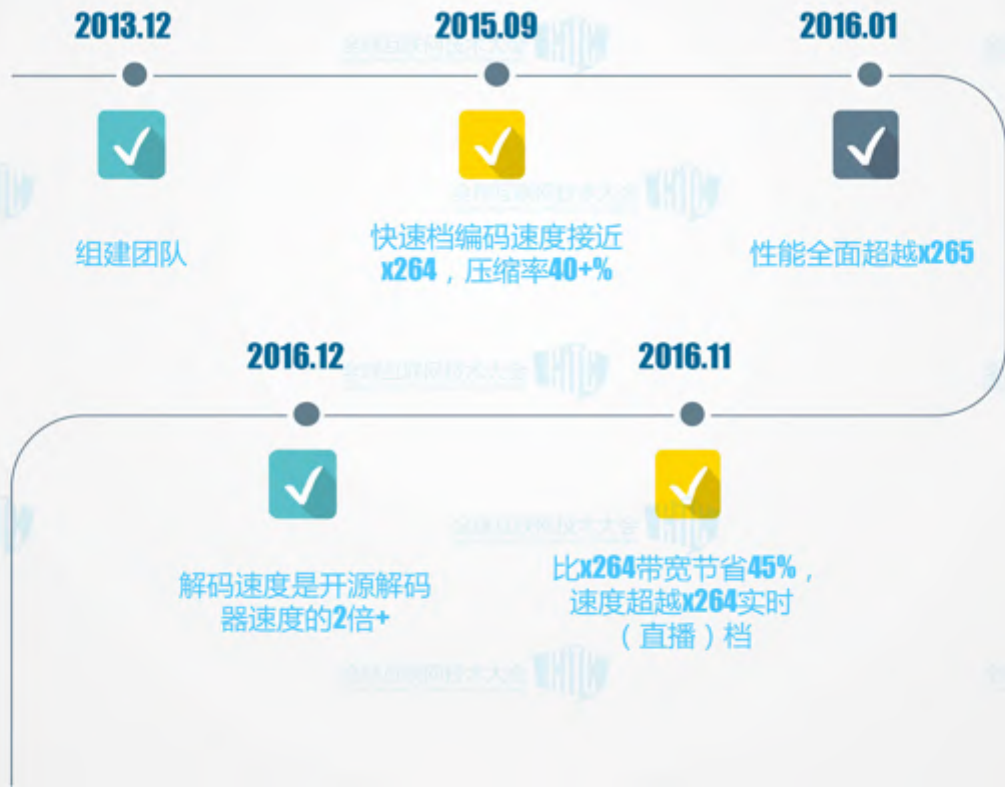 2013.12
2015.09
2016.01
组建团队
快速档编码速度接近
x264，压缩率40+%
性能全面超越x265
2016.12
2016.11
解码速度是开源解码
器速度的2倍+
比x264带宽节省45%，
速度超越x264实时
（直播）档